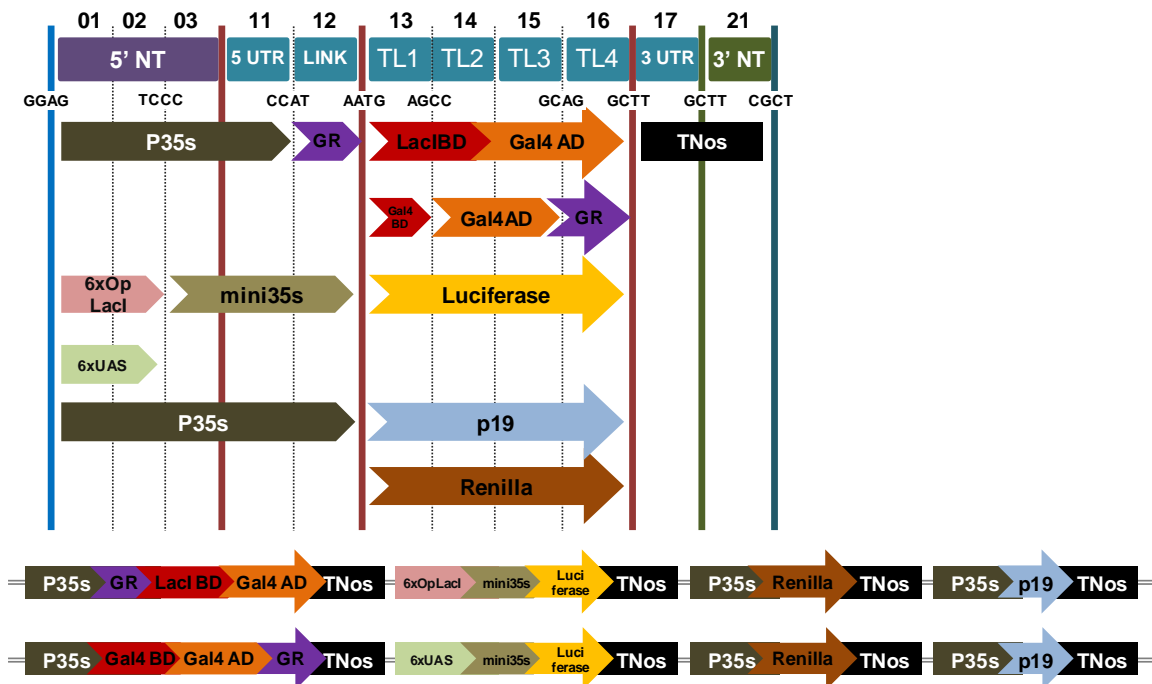 01 02 03 11 12 13 14 15 16 17 21
5’ NT 5 UTR LINK TL1 TL2 TL3 TL4 3 UTR 3’ NT
GGAG TCCC CCAT AATG AGCC GCAG GCTT GCTT CGCT
P35s GR LacIBD Gal4 AD TNos
Gal4
BD
Gal4AD GR
6xOp
LacI
mini35s Luciferase
6xUAS
P35s p19
Renilla
P35s GR LacI BD Gal4 AD TNos 6xOpLacI mini35s Luci
ferase
TNos P35s Renilla TNos P35s p19 TNos
P35s Gal4 BD Gal4 AD GR TNos 6xUAS mini35s Luci
ferase
TNos P35s Renilla TNos P35s p19 TNos